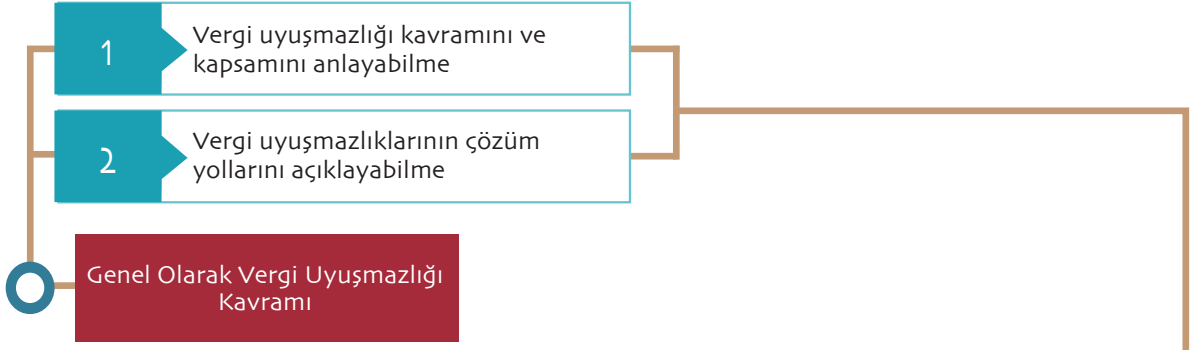 1
Vergi uyuşmazlığı kavramını ve
kapsamını anlayabilme
2
Vergi uyuşmazlıklarının çözüm
yollarını açıklayabilme
Genel Olarak Vergi Uyuşmazlığı
Kavramı